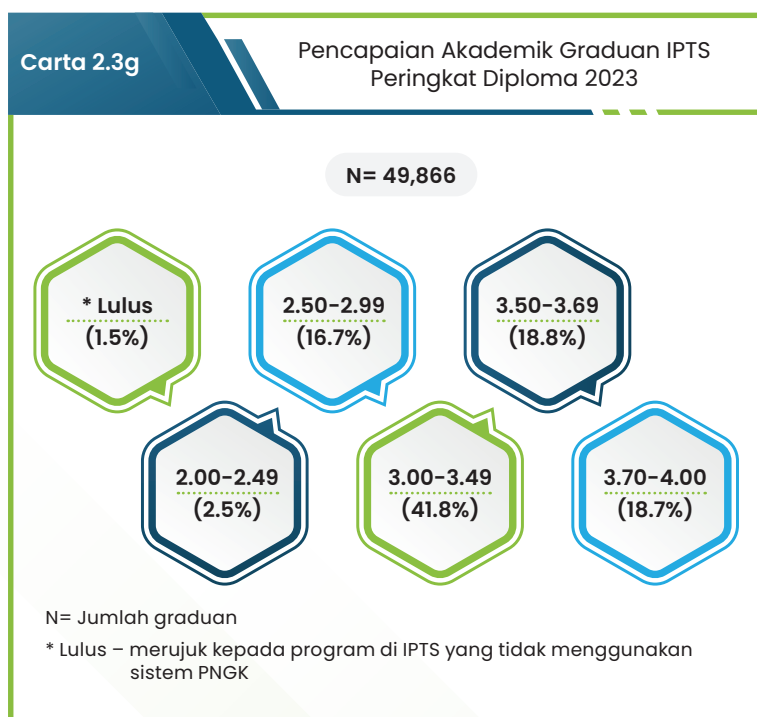 Carta 2.3g
Pencapaian Akademik Graduan IPTS
Peringkat Diploma 2023
N= 49,866
* Lulus
(1.5%)
2.50-2.99
(16.7%)
3.50-3.69
(18.8%)
2.00-2.49
(2.5%)
3.00-3.49
(41.8%)
3.70-4.00
(18.7%)
N= Jumlah graduan
* Lulus – merujuk kepada program di IPTS yang tidak menggunakan
sistem PNGK